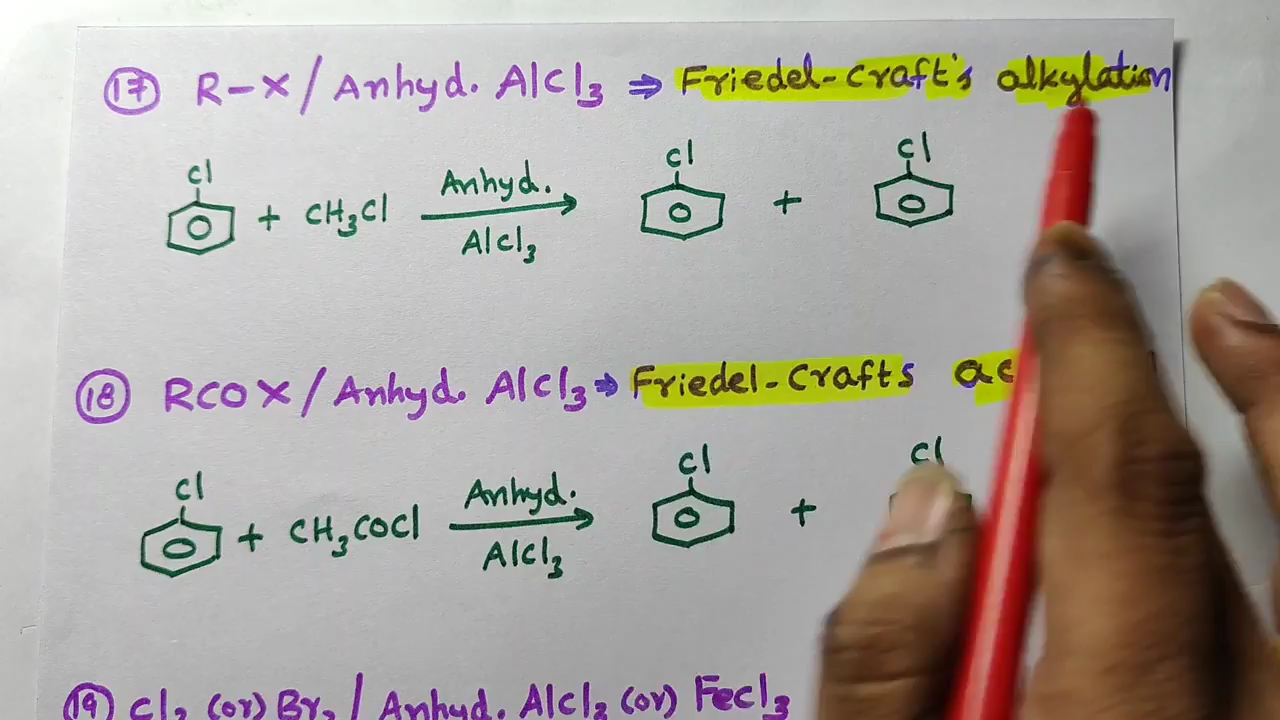 17 R-X / Anhyd. AlCl3 ⇒ Friedel-Craft's alkylation
Cl Cl Cl
+ CH3Cl Anhyd. AlCl3 → +
18 RCOX / Anhyd. AlCl3 ⇒ Friedel-Crafts
Cl Cl Cl
+ CH3COCl Anhyd. AlCl3 → +
19 Cl2 (or) Br2 / Anhyd. AlCl3 (or) FeCl3